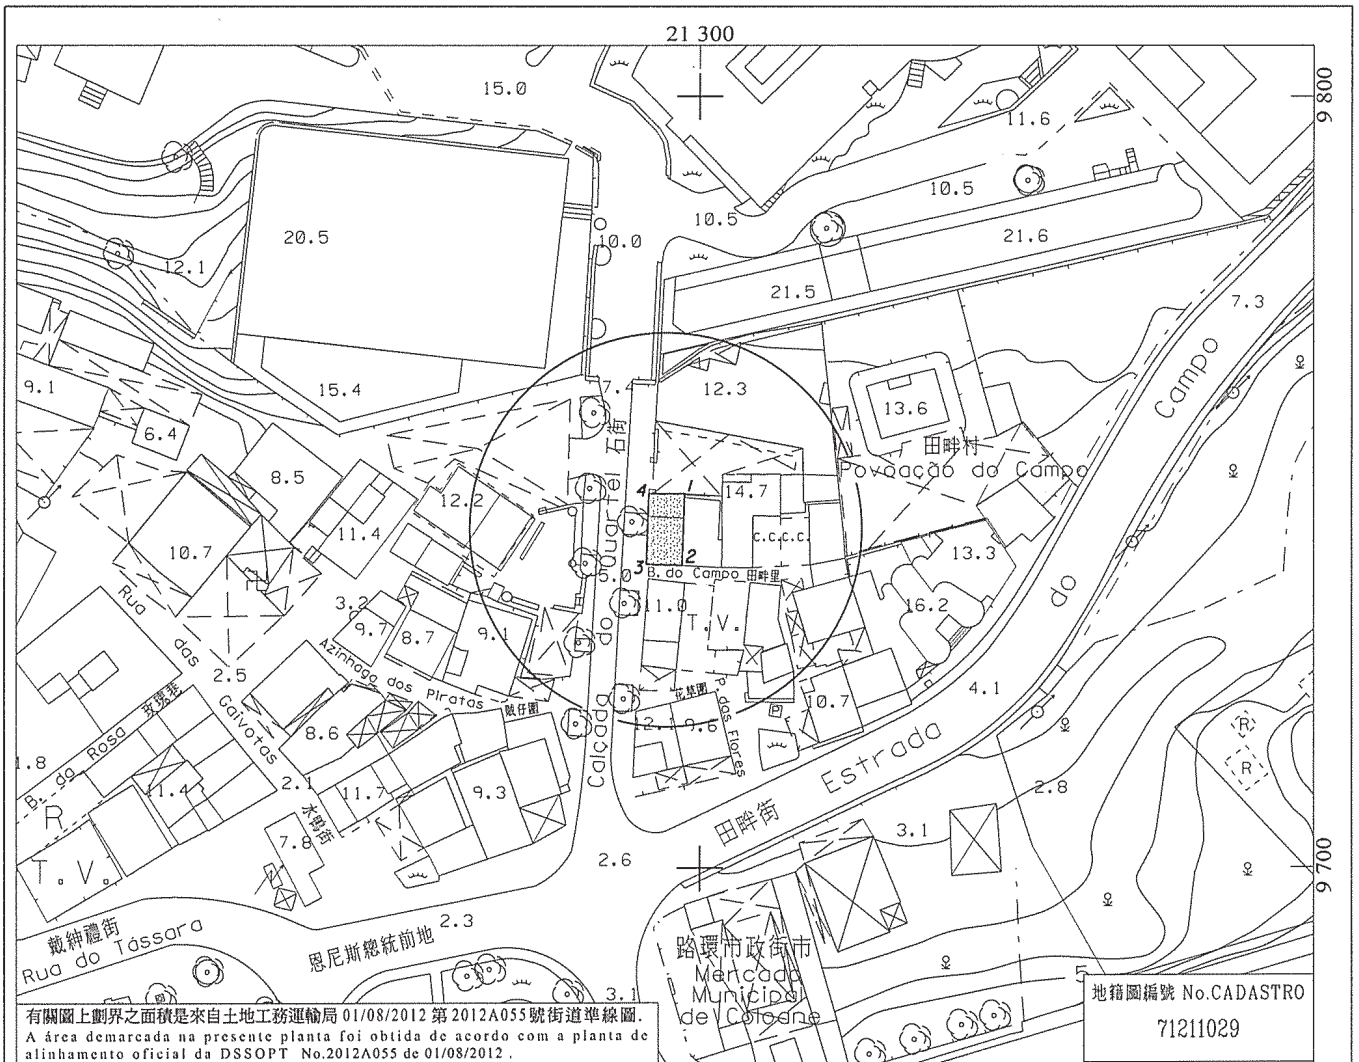 21 300
9 800
15.0
11.6
10.5
10.5
20.5
10.0
21.6
12.1
21.5
7.3
9.1
15.4
7.4
12.3
Campo
13.6
6.4
石街
田畔村
Povoação do Campo
8.5
12.2
4
1
14.7
11.4
Quartel
C.C.C.C.
10.7
13.3
5.0
3
2
B. do Campo 田畔里
do
Rua
3.2
11.0
16.2
9.7
8.7
9.1
T.V.
do
das
Azinhaga dos Piratas
賊仔圍
2.5
花草圍
P. das Flores
4.1
Gaivotas
玫瑰巷
B. da Rosa
8.6
12.1
9.6
P
10.7
Calçada
Estrada
R
R
1.8
2.1
11.4
11.7
9.3
2.8
R
水鴨街
田畔街
7.8
3.1
T.V.
2.6
9 700
戴紳禮街
2.3
Rua do Tássara
恩尼斯總統前地
路環市政街市
Mercado
Municipal
de Coloane
5
3.1
地籍圖編號 No.CADASTRO
71211029
有關圖上劃界之面積是來自土地工務運輸局 01/08/2012 第 2012A055 號街道準線圖.
A área demarcada na presente planta foi obtida de acordo com a planta de
alinhamento oficial da DSSOPT No.2012A055 de 01/08/2012 .